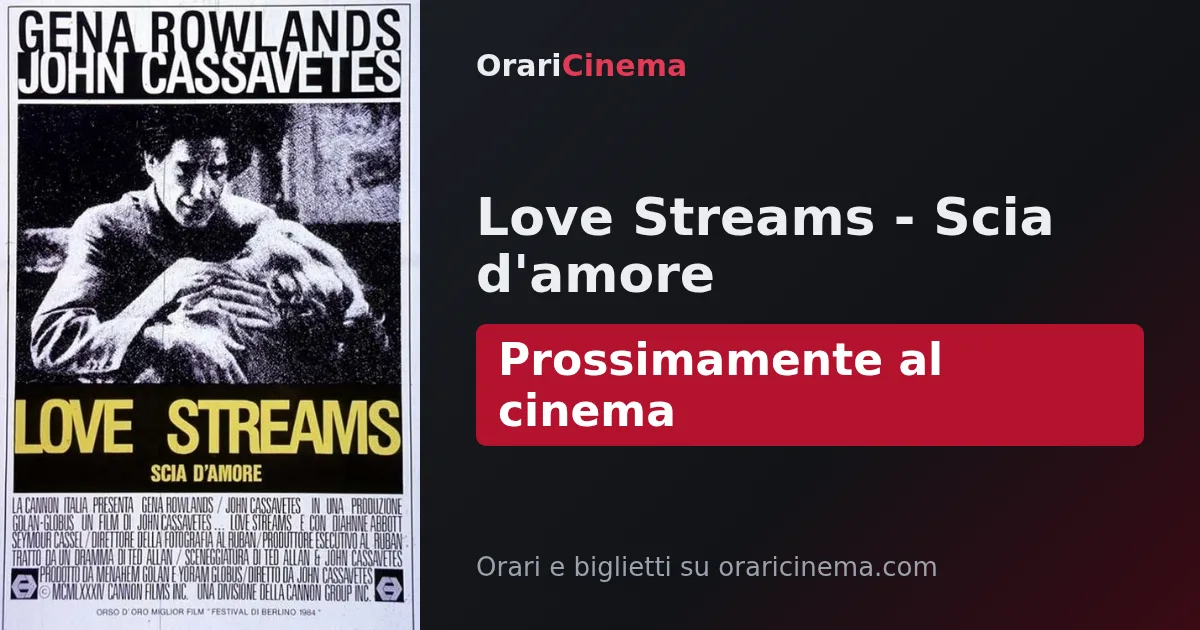 GENA ROWLANDS
JOHN CASSAVETES
LOVE STREAMS
SCIA D'AMORE
LA CANNON ITALIA PRESENTA GENA ROWLANDS / JOHN CASSAVETES IN UNA PRODUZIONE
GOLAN-GLOBUS UN FILM DI JOHN CASSAVETES... LOVE STREAMS E CON DIAHNNE ABBOTT
SEYMOUR CASSEL / DIRETTORE DELLA FOTOGRAFIA AL RUBAN / PRODUTTORE ESECUTIVO AL RUBAN
TRATTO DA UN DRAMMA DI TED ALLAN / SCENEGGIATURA DI TED ALLAN & JOHN CASSAVETES
PRODOTTO DA MENAHEM GOLAN E YORAM GLOBUS / DIRETTO DA JOHN CASSAVETES
© MCMLXXXIV CANNON FILMS INC. UNA DIVISIONE DELLA CANNON GROUP INC.
ORSO D'ORO MIGLIOR FILM "FESTIVAL DI BERLINO 1984"
OrariCinema
Love Streams - Scia
d'amore
Prossimamente al
cinema
Orari e biglietti su oraricinema.com